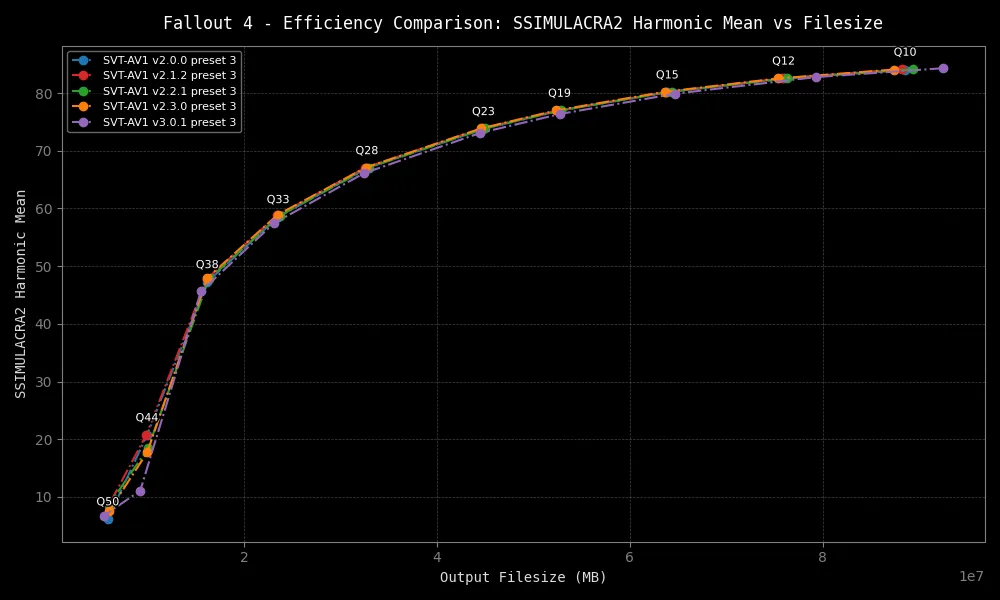 Fallout 4 - Efficiency Comparison: SSIMULACRA2 Harmonic Mean vs Filesize
SVT-AV1 v2.0.0 preset 3
SVT-AV1 v2.1.2 preset 3
SVT-AV1 v2.2.1 preset 3
SVT-AV1 v2.3.0 preset 3
SVT-AV1 v3.0.1 preset 3
Q10
Q12
Q15
Q19
Q23
Q28
Q33
Q38
Q44
Q50
80
70
60
50
40
30
20
10
SSIMULACRA2 Harmonic Mean
2
4
6
8
1e7
Output Filesize (MB)